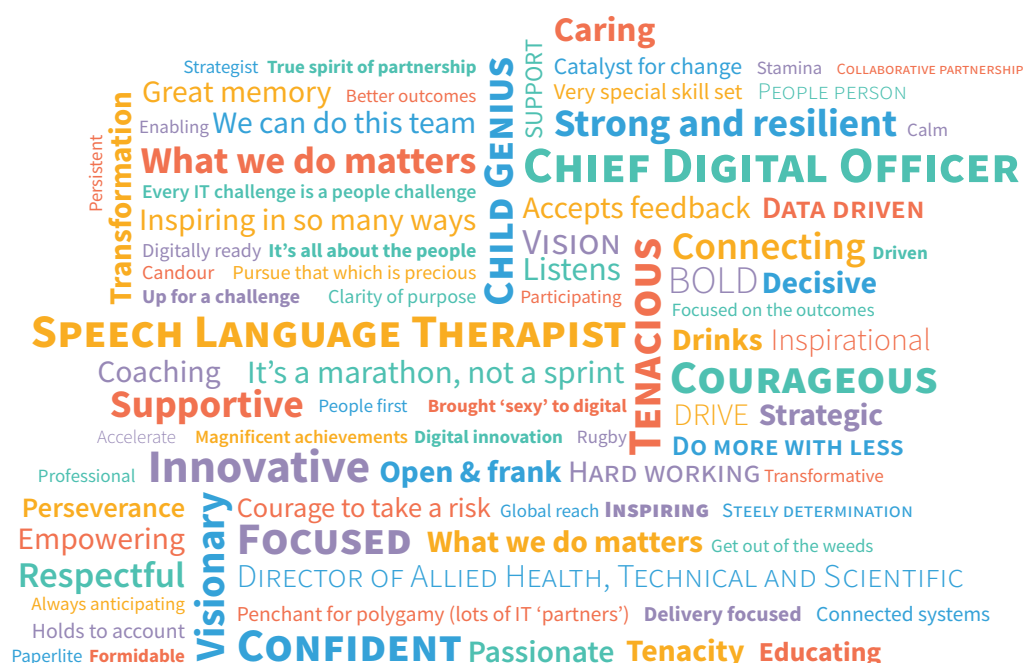 Caring
SUPPORT
Strategist True spirit of partnership
CHILD GENIUS
Catalyst for change Stamina COLLABORATIVE PARTNERSHIP
Great memory Better outcomes
Very special skill set PEOPLE PERSON
Transformation
Persistent
Enabling We can do this team
Strong and resilient Calm
What we do matters
CHIEF DIGITAL OFFICER
Every IT challenge is a people challenge
Inspiring in so many ways
Accepts feedback DATA DRIVEN
Digitally ready It's all about the people
VISION
TENACIOUS
Connecting Driven
Candour Pursue that which is precious
Listens
BOLD Decisive
Up for a challenge Clarity of purpose
Participating
Focused on the outcomes
SPEECH LANGUAGE THERAPIST
Drinks Inspirational
Coaching It's a marathon, not a sprint
COURAGEOUS
Supportive People first Brought ‘sexy’ to digital
DRIVE Strategic
Accelerate Magnificent achievements Digital innovation Rugby
DO MORE WITH LESS
Professional Innovative Open & frank HARD WORKING Transformative
Perseverance
Visionary
Courage to take a risk Global reach INSPIRING STEELY DETERMINATION
Empowering
FOCUSED What we do matters Get out of the weeds
Respectful
DIRECTOR OF ALLIED HEALTH, TECHNICAL AND SCIENTIFIC
Always anticipating
Penchant for polygamy (lots of IT ‘partners’) Delivery focused Connected systems
Holds to account
CONFIDENT Passionate Tenacity Educating
Paperlite Formidable